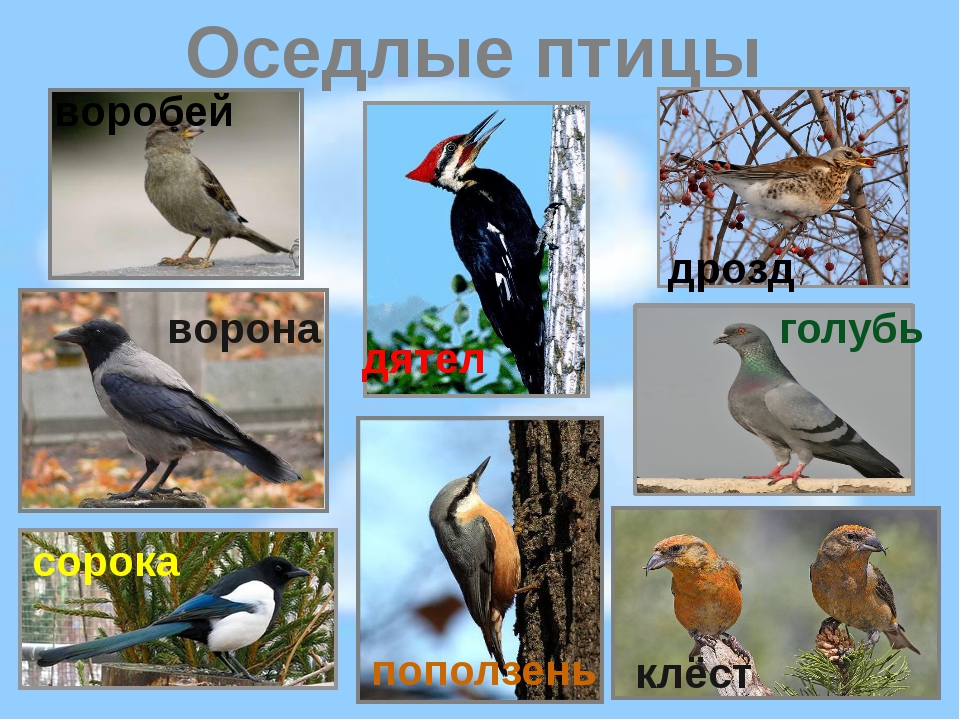 Оседлые птицы
воробей
дрозд
ворона
голубь
дятел
сорока
поползень
клёст